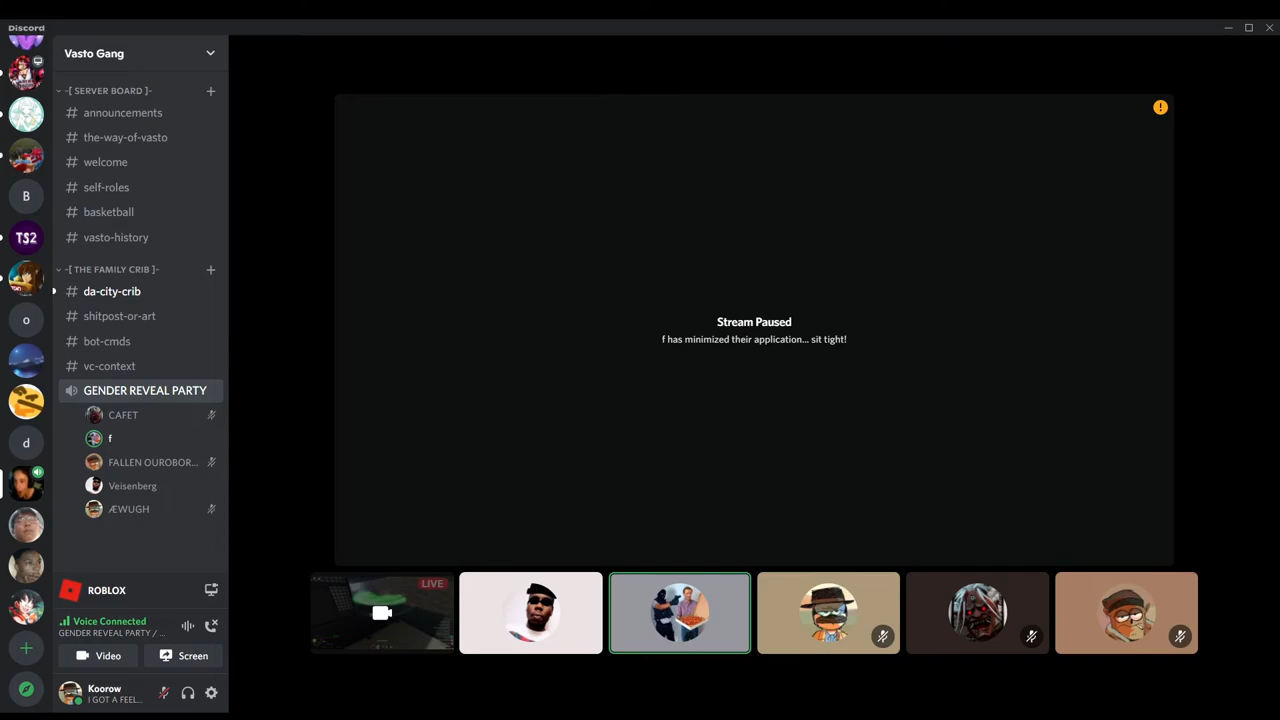 Discord
Vasto Gang
-[ SERVER BOARD ]-
announcements
the-way-of-vasto
welcome
self-roles
basketball
vasto-history
-[ THE FAMILY CRIB ]-
da-city-crib
shitpost-or-art
bot-cmds
vc-context
GENDER REVEAL PARTY
CAFET
f
FALLEN OUROBOR...
Veisenberg
ÆWUGH
B
TS2
o
d
ROBLOX
Voice Connected
GENDER REVEAL PARTY / ...
Video
Screen
Koorow
I GOT A FEEL...
Stream Paused
f has minimized their application... sit tight!
LIVE